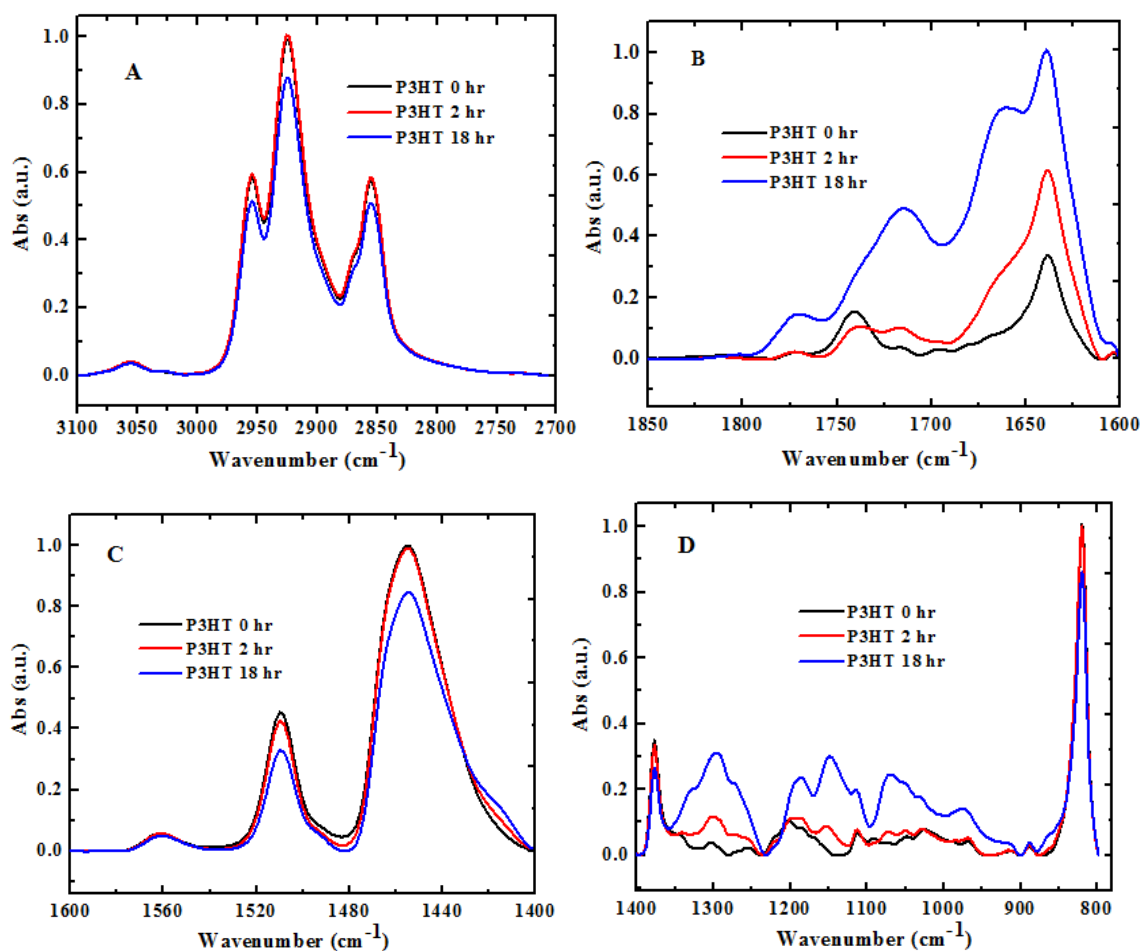 A
P3HT 0 hr
P3HT 2 hr
P3HT 18 hr
Abs (a.u.)
1.0
0.8
0.6
0.4
0.2
0.0
3100 3050 3000 2950 2900 2850 2800 2750 2700
Wavenumber (cm-1)
B
P3HT 0 hr
P3HT 2 hr
P3HT 18 hr
Abs (a.u.)
1.0
0.8
0.6
0.4
0.2
0.0
1850 1800 1750 1700 1650 1600
Wavenumber (cm-1)
C
P3HT 0 hr
P3HT 2 hr
P3HT 18 hr
Abs (a.u.)
1.0
0.8
0.6
0.4
0.2
0.0
1600 1560 1520 1480 1440 1400
Wavenumber (cm-1)
D
P3HT 0 hr
P3HT 2 hr
P3HT 18 hr
Abs (a.u.)
1.0
0.8
0.6
0.4
0.2
0.0
1400 1300 1200 1100 1000 900 800
Wavenumber (cm-1)